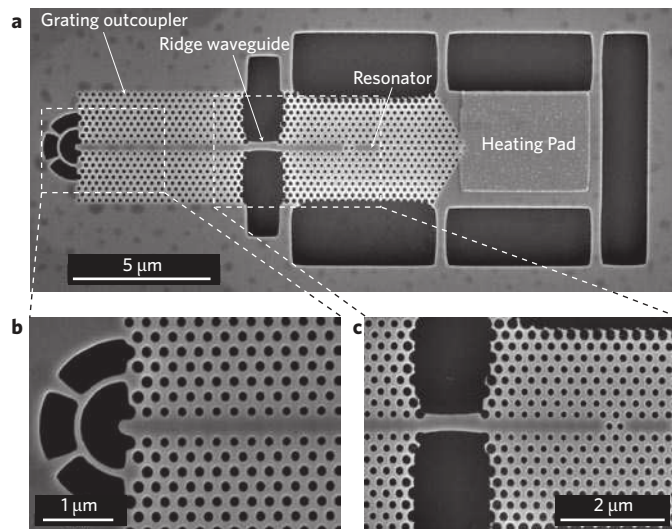 a
Grating outcoupler
Ridge waveguide
Resonator
Heating Pad
5 µm
b
1 µm
c
2 µm